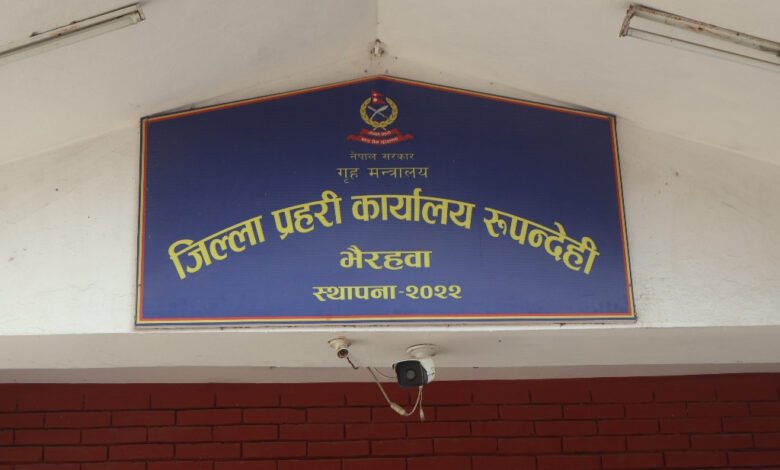 नेपाल सरकार
गृह मन्त्रालय
जिल्ला प्रहरी कार्यालय रुपन्देही
भैरहवा
स्थापना-२०२२